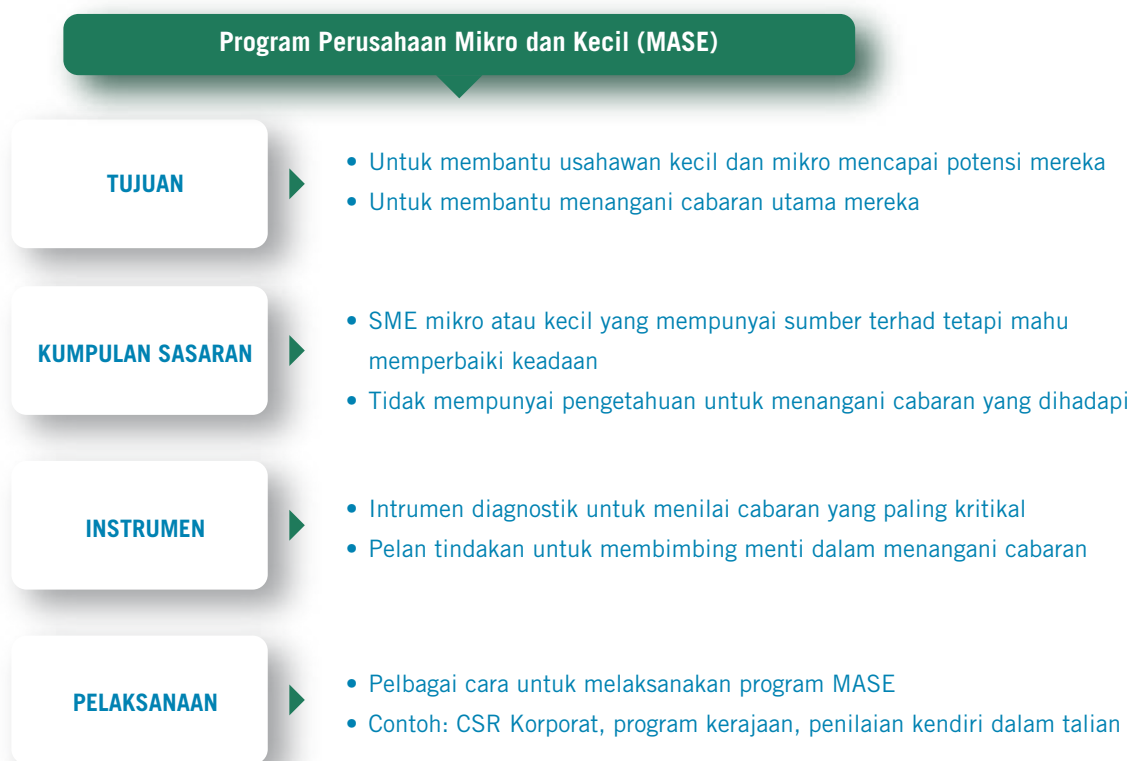 Program Perusahaan Mikro dan Kecil (MASE)
TUJUAN
• Untuk membantu usahawan kecil dan mikro mencapai potensi mereka
• Untuk membantu menangani cabaran utama mereka
KUMPULAN SASARAN
• SME mikro atau kecil yang mempunyai sumber terhad tetapi mahu
memperbaiki keadaan
• Tidak mempunyai pengetahuan untuk menangani cabaran yang dihadapi
INSTRUMEN
• Intrumen diagnostik untuk menilai cabaran yang paling kritikal
• Pelan tindakan untuk membimbing menti dalam menangani cabaran
PELAKSANAAN
• Pelbagai cara untuk melaksanakan program MASE
• Contoh: CSR Korporat, program kerajaan, penilaian kendiri dalam talian